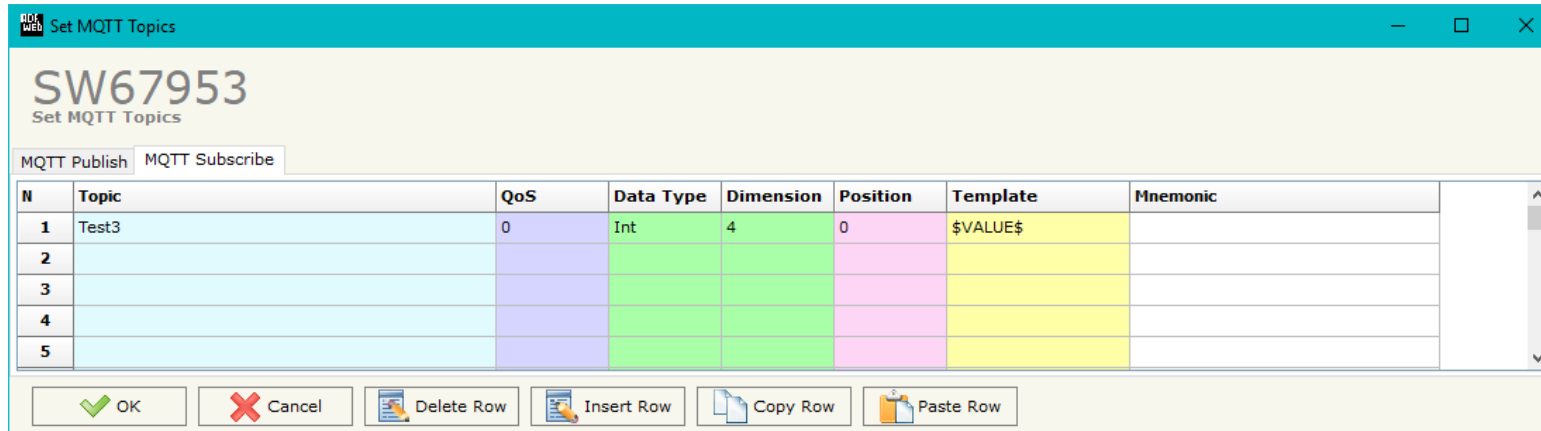 ADF
WEB
Set MQTT Topics
SW67953
Set MQTT Topics
MQTT Publish MQTT Subscribe
N Topic QoS Data Type Dimension Position Template Mnemonic
1 Test3 0 Int 4 0 $VALUE$
2
3
4
5
OK Cancel Delete Row Insert Row Copy Row Paste Row